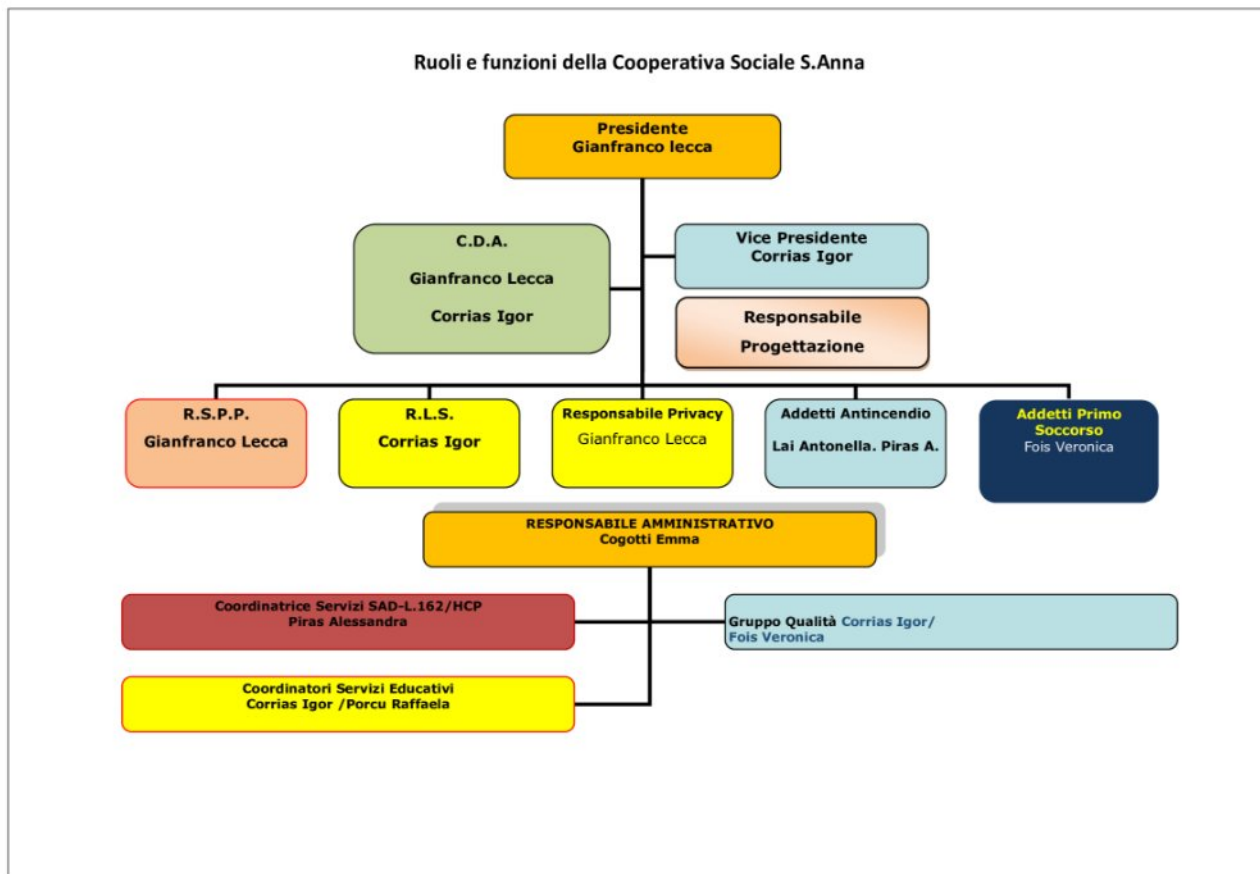 Ruoli e funzioni della Cooperativa Sociale S.Anna
Presidente
Gianfranco lecca
C.D.A.
Gianfranco Lecca
Corrias Igor
Vice Presidente
Corrias Igor
Responsabile
Progettazione
R.S.P.P.
Gianfranco Lecca
R.L.S.
Corrias Igor
Responsabile Privacy
Gianfranco Lecca
Addetti Antincendio
Lai Antonella. Piras A.
Addetti Primo
Soccorso
Fois Veronica
RESPONSABILE AMMINISTRATIVO
Cogotti Emma
Coordinatrice Servizi SAD-L.162/HCP
Piras Alessandra
Gruppo Qualità Corrias Igor/
Fois Veronica
Coordinatori Servizi Educativi
Corrias Igor /Porcu Raffaela